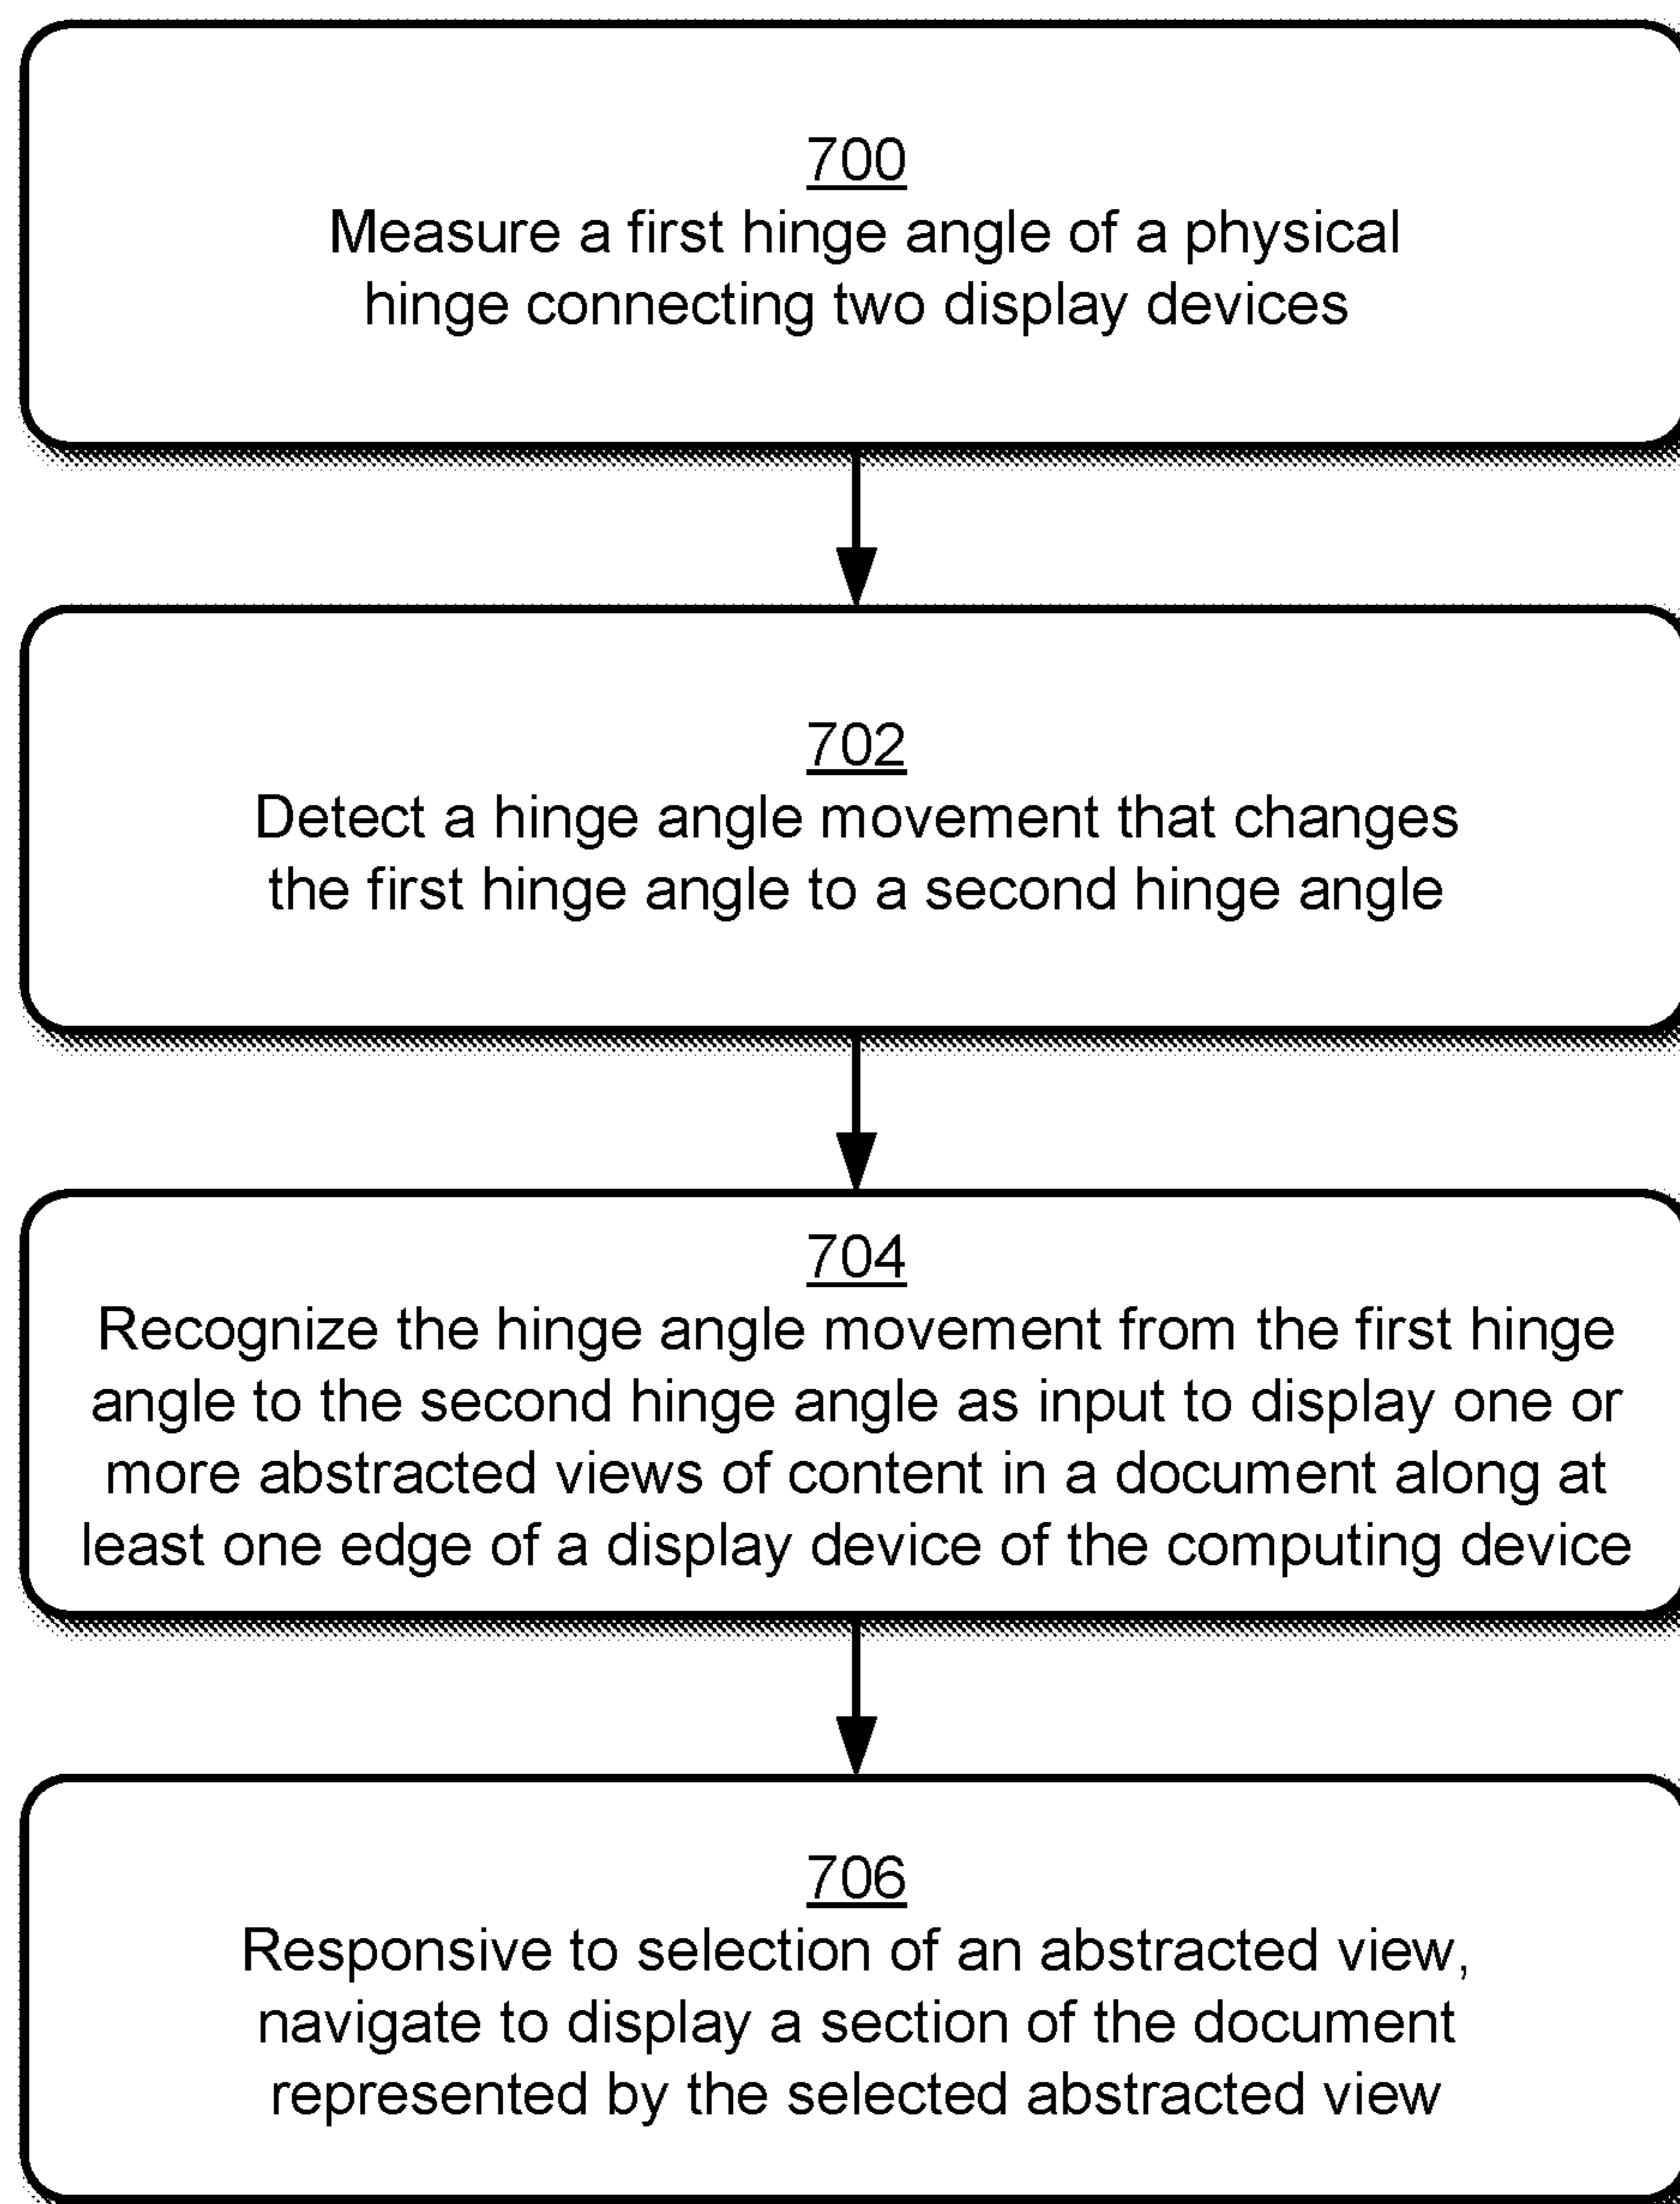 700
Measure a first hinge angle of a physical
hinge connecting two display devices
702
Detect a hinge angle movement that changes
the first hinge angle to a second hinge angle
704
Recognize the hinge angle movement from the first hinge
angle to the second hinge angle as input to display one or
more abstracted views of content in a document along at
least one edge of a display device of the computing device
706
Responsive to selection of an abstracted view,
navigate to display a section of the document
represented by the selected abstracted view